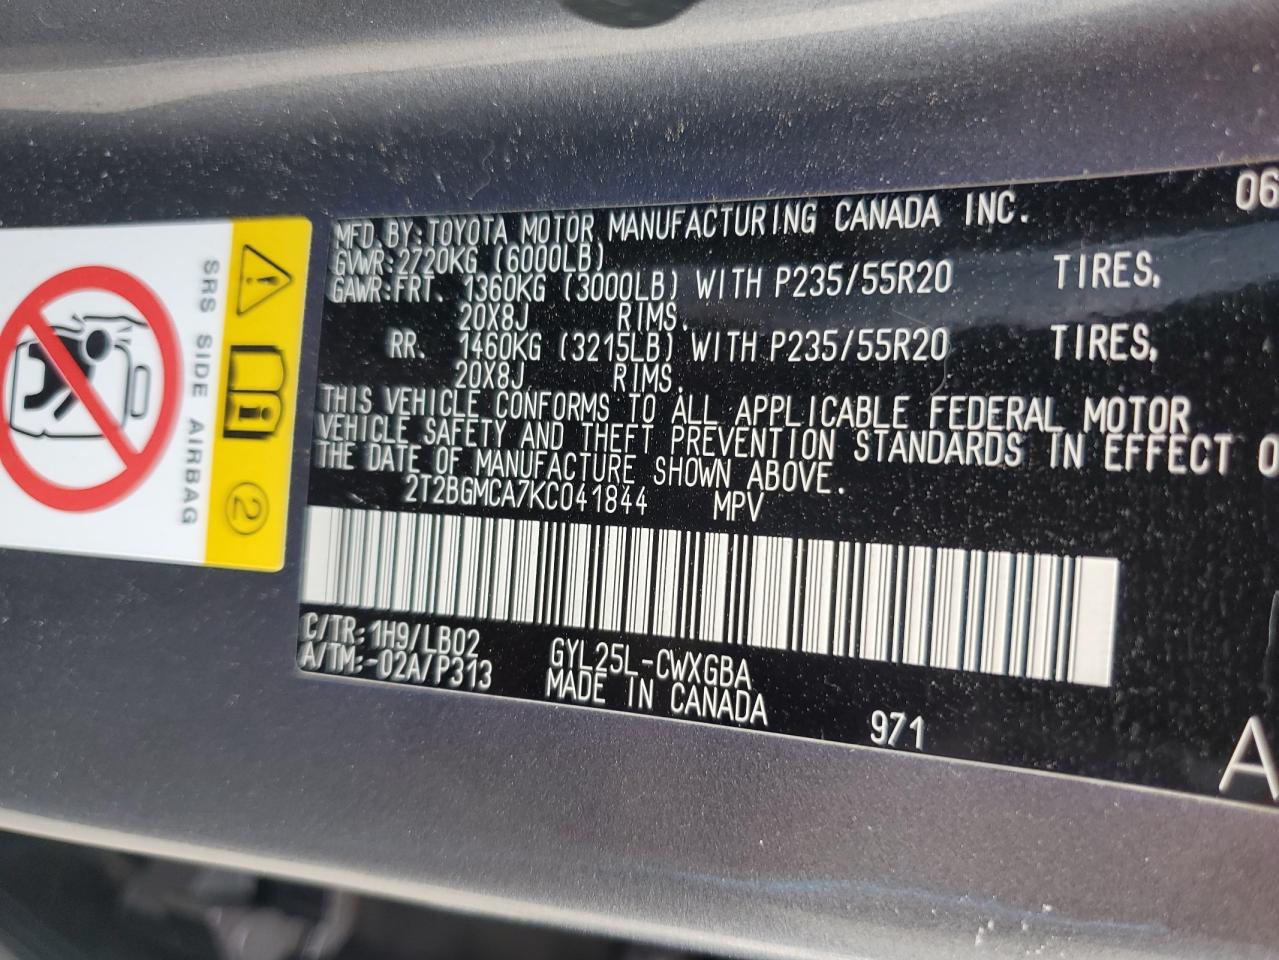 MFD.BY:TOYOTA MOTOR MANUFACTURING CANADA INC. 06
GVWR:2720KG (6000LB)
GAWR:FRT. 1360KG (3000LB) WITH P235/55R20 TIRES,
20X8J RIMS.
RR. 1460KG (3215LB) WITH P235/55R20 TIRES,
20X8J RIMS.
THIS VEHICLE CONFORMS TO ALL APPLICABLE FEDERAL MOTOR
VEHICLE SAFETY AND THEFT PREVENTION STANDARDS IN EFFECT O
THE DATE OF MANUFACTURE SHOWN ABOVE.
2T2BGMCA7KC041844 MPV
C/TR:1H9/LB02 GYL25L-CWXGBA
A/TM:-02A/P313 MADE IN CANADA
971
A
SRS SIDE AIRBAG
2